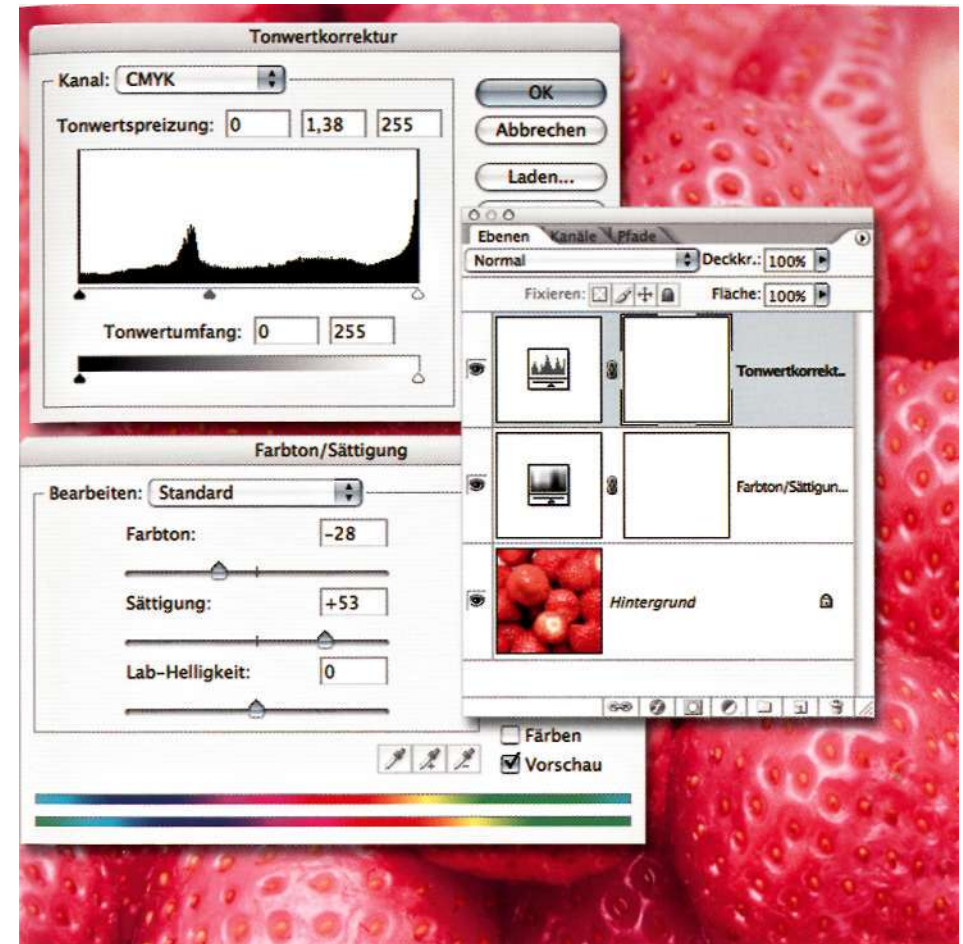 Tonwertkorrektur
Kanal: CMYK
OK
Tonwertspreizung: 0 1,38 255
Abbrechen
Laden...
Ebenen Kanäle Pfade
Normal Deckkr.: 100%
Fixieren: Fläche: 100%
Tonwertumfang: 0 255
Tonwertkorrekt...
Farbton/Sättigung
Bearbeiten: Standard
Farbton/Sättigun...
Farbton: -28
Sättigung: +53
Hintergrund
Lab-Helligkeit: 0
Färben
Vorschau